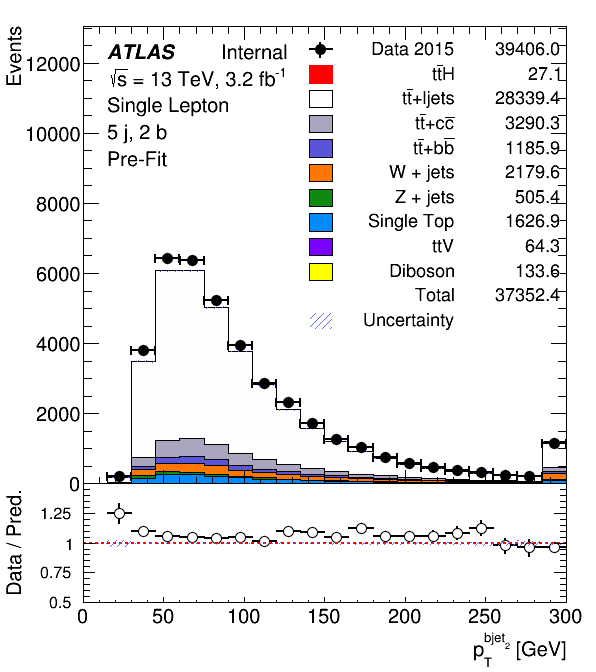 Events
12000
10000
8000
6000
4000
2000
0
ATLAS Internal
√s = 13 TeV, 3.2 fb⁻¹
Single Lepton
5 j, 2 b
Pre-Fit
Data 2015 39406.0
tt̄H 27.1
tt̄+ljets 28339.4
tt̄+cc̄ 3290.3
tt̄+bb̄ 1185.9
W + jets 2179.6
Z + jets 505.4
Single Top 1626.9
ttV 64.3
Diboson 133.6
Total 37352.4
Uncertainty
Data / Pred.
1.25
1
0.75
0.5
0 50 100 150 200 250 300
p_T^bjet_2 [GeV]